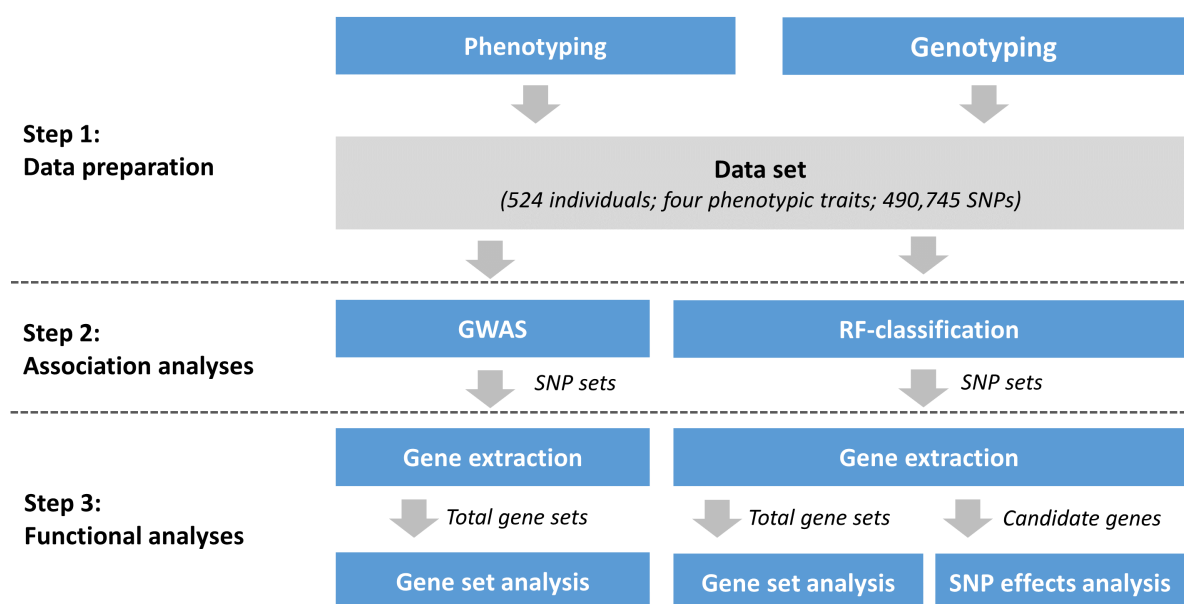 Phenotyping
Genotyping
Step 1:
Data preparation
Data set
(524 individuals; four phenotypic traits; 490,745 SNPs)
Step 2:
Association analyses
GWAS
RF-classification
SNP sets
SNP sets
Step 3:
Functional analyses
Gene extraction
Gene extraction
Total gene sets
Total gene sets
Candidate genes
Gene set analysis
Gene set analysis
SNP effects analysis